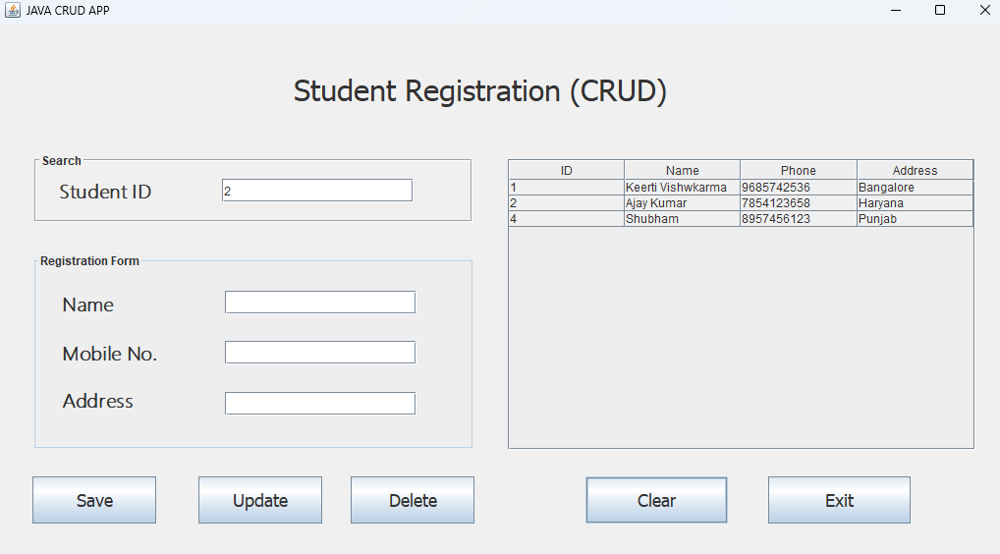 JAVA CRUD APP
Student Registration (CRUD)
Search
Student ID 2
Registration Form
Name
Mobile No.
Address
ID Name Phone Address
1 Keerti Vishwkarma 9685742536 Bangalore
2 Ajay Kumar 7854123658 Haryana
4 Shubham 8957456123 Punjab
Save Update Delete Clear Exit